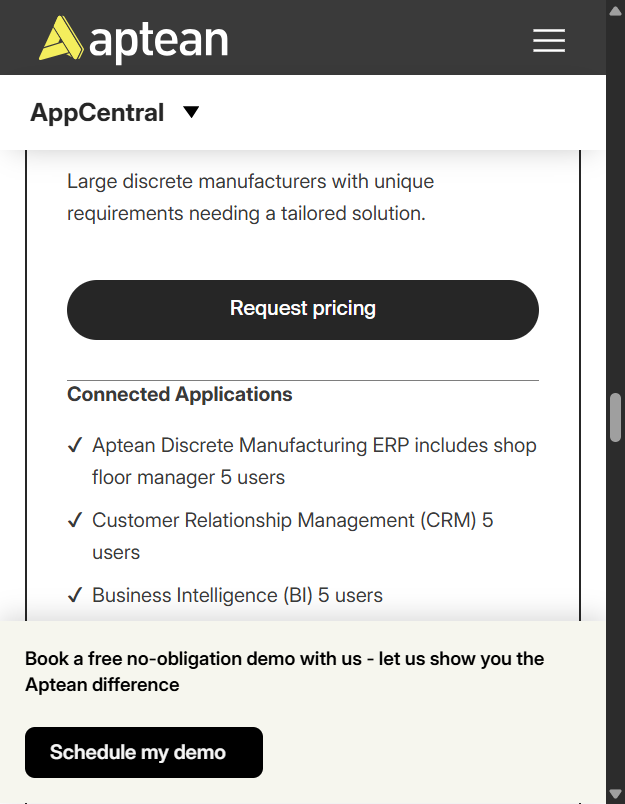 aptean
AppCentral
Large discrete manufacturers with unique
requirements needing a tailored solution.
Request pricing
Connected Applications
Aptean Discrete Manufacturing ERP includes shop
floor manager 5 users
Customer Relationship Management (CRM) 5
users
Business Intelligence (BI) 5 users
Book a free no-obligation demo with us - let us show you the
Aptean difference
Schedule my demo